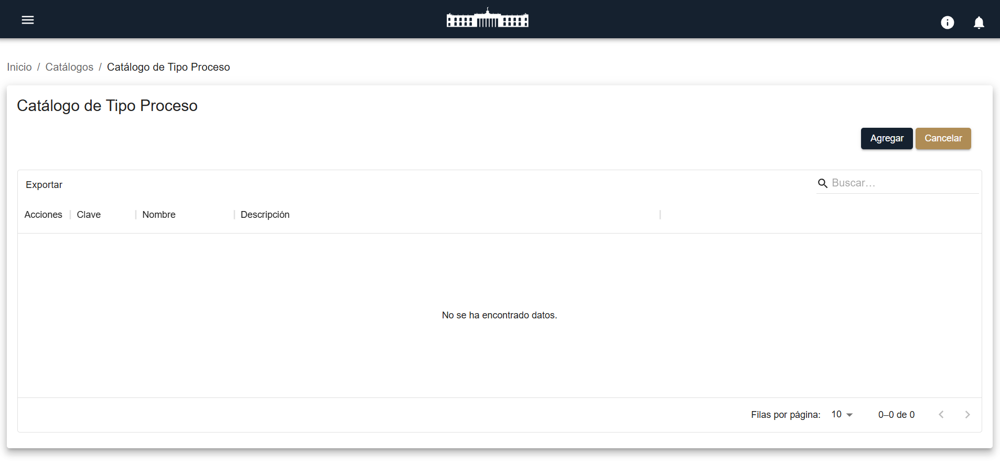 Inicio / Catálogos / Catálogo de Tipo Proceso
Catálogo de Tipo Proceso
Agregar Cancelar
Exportar Buscar…
Acciones Clave Nombre Descripción
No se ha encontrado datos.
Filas por página: 10 0–0 de 0